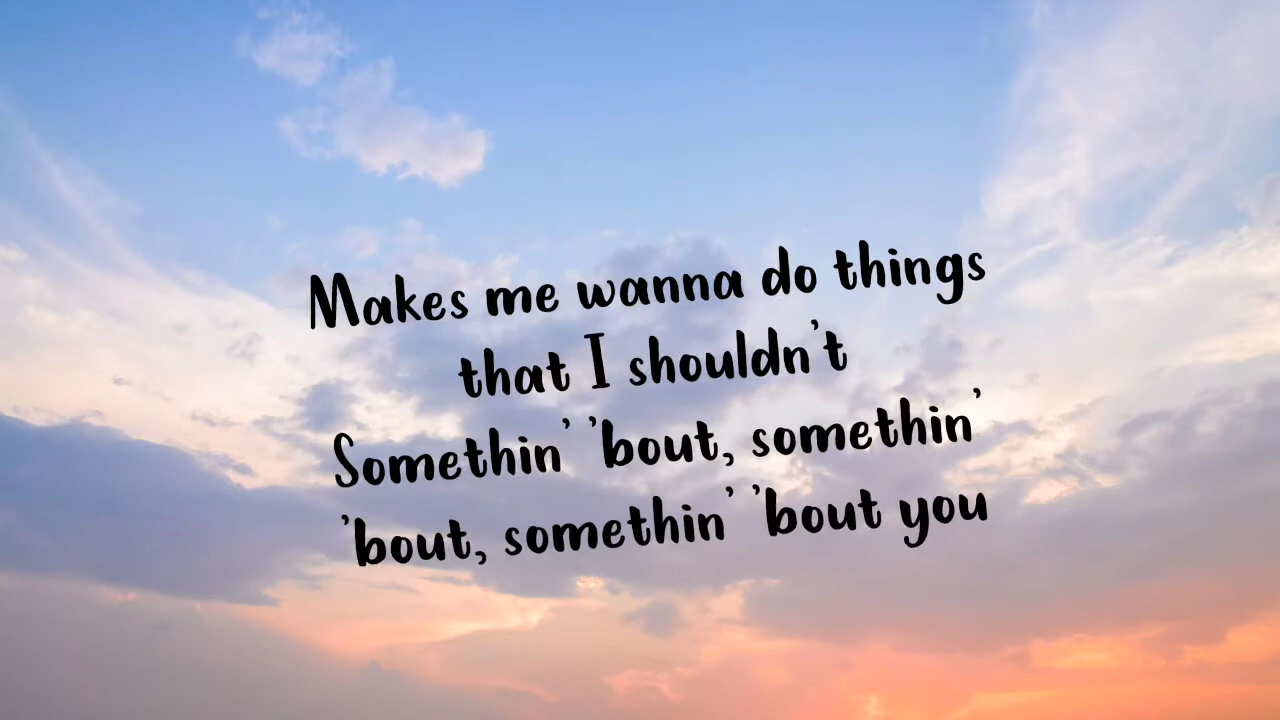 Makes me wanna do things
that I shouldn't
Somethin' 'bout, somethin'
'bout, somethin' 'bout you